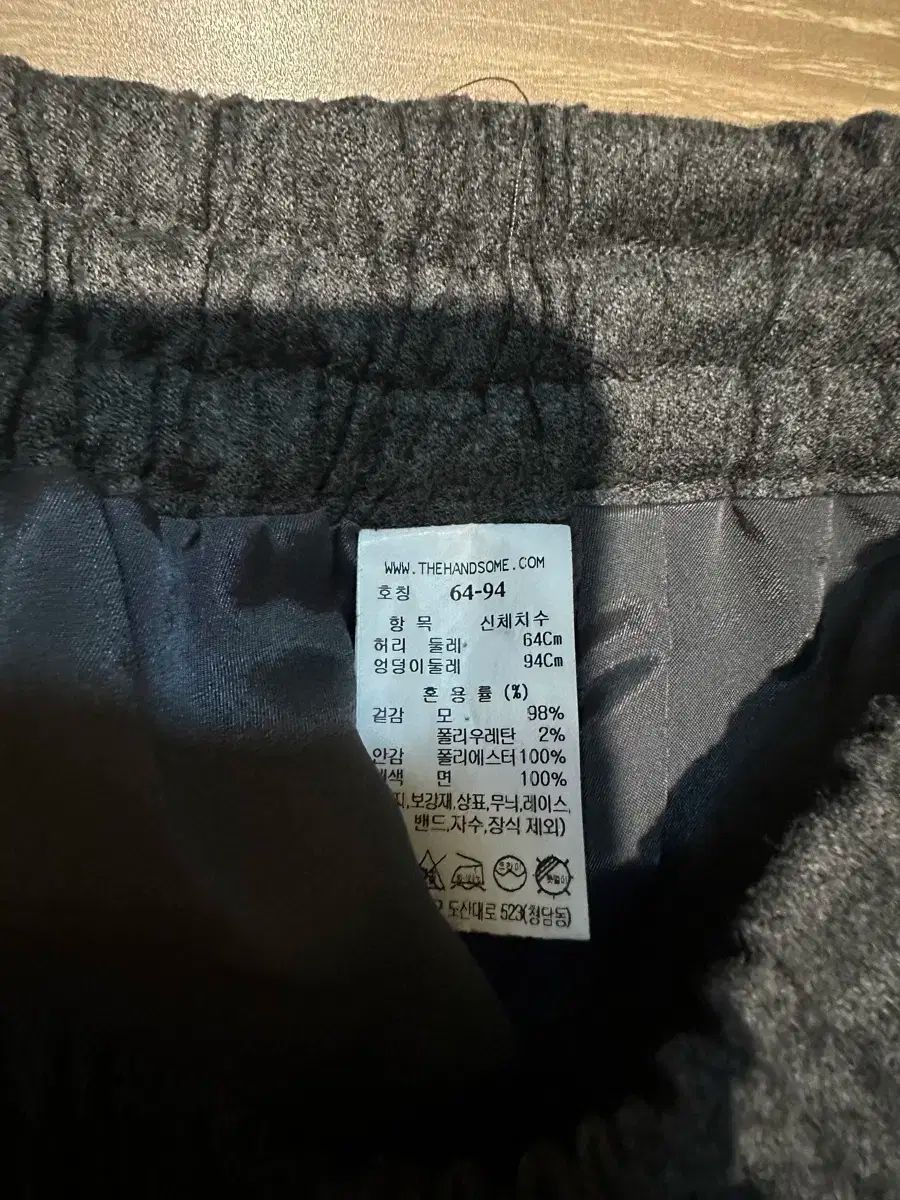 WWW.THEHANDSOME.COM
호칭 64-94
항 목 신체치수
허리 둘레 64Cm
엉덩이둘레 94Cm
혼 용 률 (%)
겉감 모 98%
폴리우레탄 2%
안감 폴리에스터 100%
면 100%
보강재,상표,무늬,레이스,
밴드,자수,장식 제외)
도산대로 523(청담동)